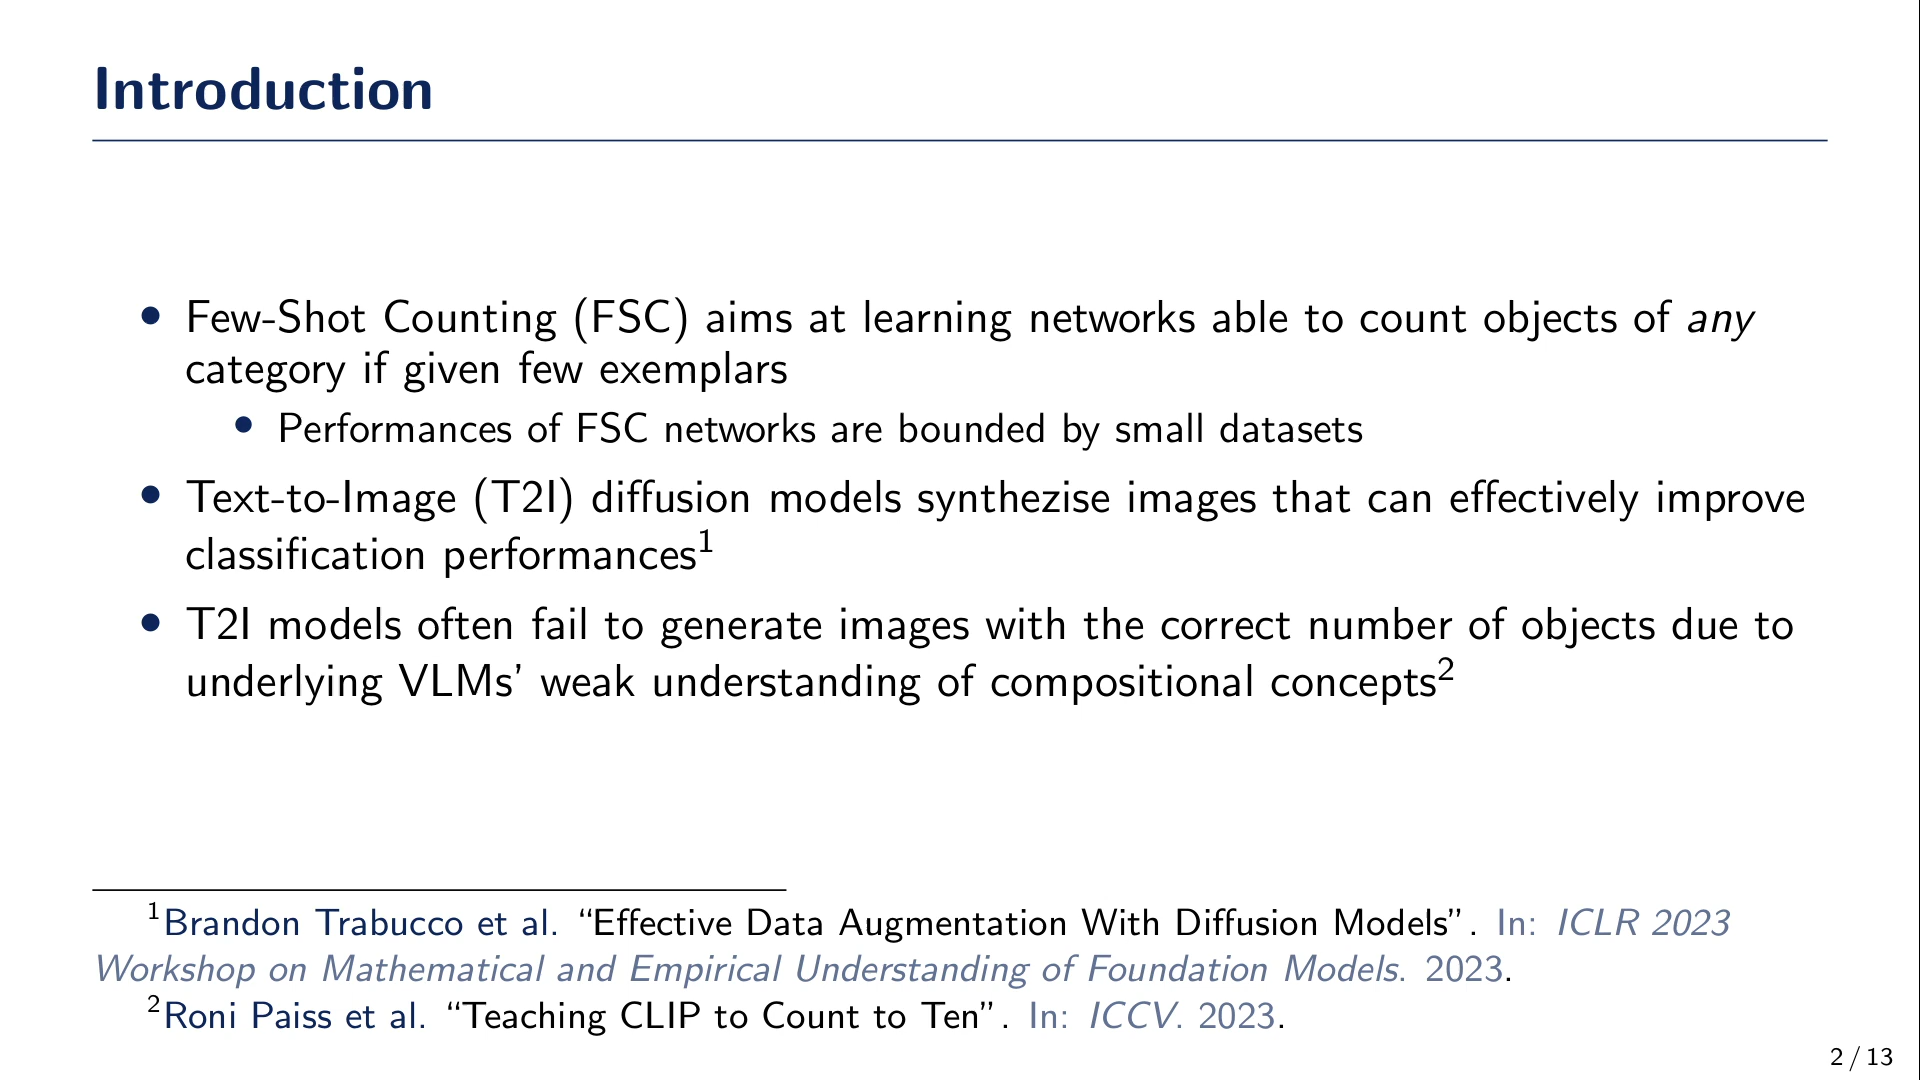 Introduction
• Few-Shot Counting (FSC) aims at learning networks able to count objects of any
category if given few exemplars
• Performances of FSC networks are bounded by small datasets
• Text-to-Image (T2I) diffusion models synthezise images that can effectively improve
classification performances¹
• T2I models often fail to generate images with the correct number of objects due to
underlying VLMs' weak understanding of compositional concepts²
¹Brandon Trabucco et al. “Effective Data Augmentation With Diffusion Models”. In: ICLR 2023
Workshop on Mathematical and Empirical Understanding of Foundation Models. 2023.
²Roni Paiss et al. “Teaching CLIP to Count to Ten”. In: ICCV. 2023.
2 / 13